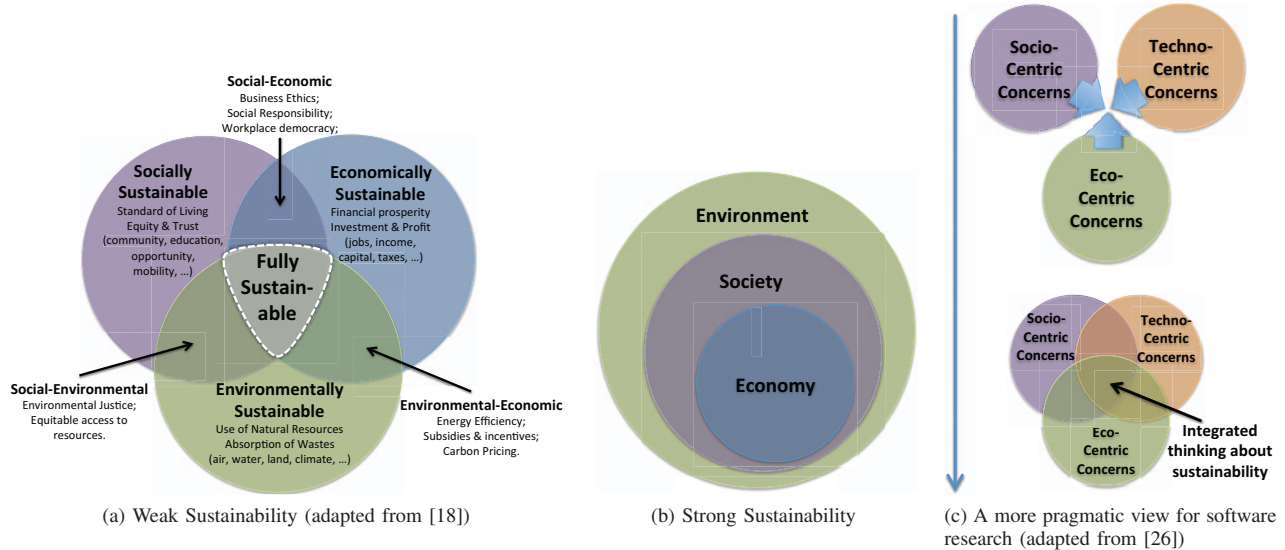 Social-Economic
Business Ethics;
Social Responsibility;
Workplace democracy;
Socially
Sustainable
Standard of Living
Equity & Trust
(community, education,
opportunity,
mobility, ...)
Economically
Sustainable
Financial prosperity
Investment & Profit
(jobs, income,
capital, taxes, ...)
Fully
Sustain-
able
Social-Environmental
Environmental Justice;
Equitable access to
resources.
Environmentally
Sustainable
Use of Natural Resources
Absorption of Wastes
(air, water, land, climate, ...)
Environmental-Economic
Energy Efficiency;
Subsidies & incentives;
Carbon Pricing.
(a) Weak Sustainability (adapted from [18])
Environment
Society
Economy
(b) Strong Sustainability
Socio-
Centric
Concerns
Techno-
Centric
Concerns
Eco-
Centric
Concerns
Socio-
Centric
Concerns
Techno-
Centric
Concerns
Eco-
Centric
Concerns
Integrated
thinking about
sustainability
(c) A more pragmatic view for software
research (adapted from [26])